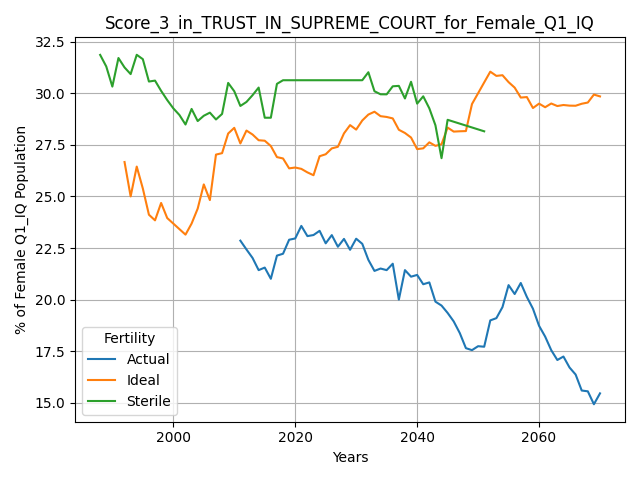 Score_3_in_TRUST_IN_SUPREME_COURT_for_Female_Q1_IQ
% of Female Q1_IQ Population
32.5
30.0
27.5
25.0
22.5
20.0
17.5
15.0
Fertility
Actual
Ideal
Sterile
2000
2020
2040
2060
Years